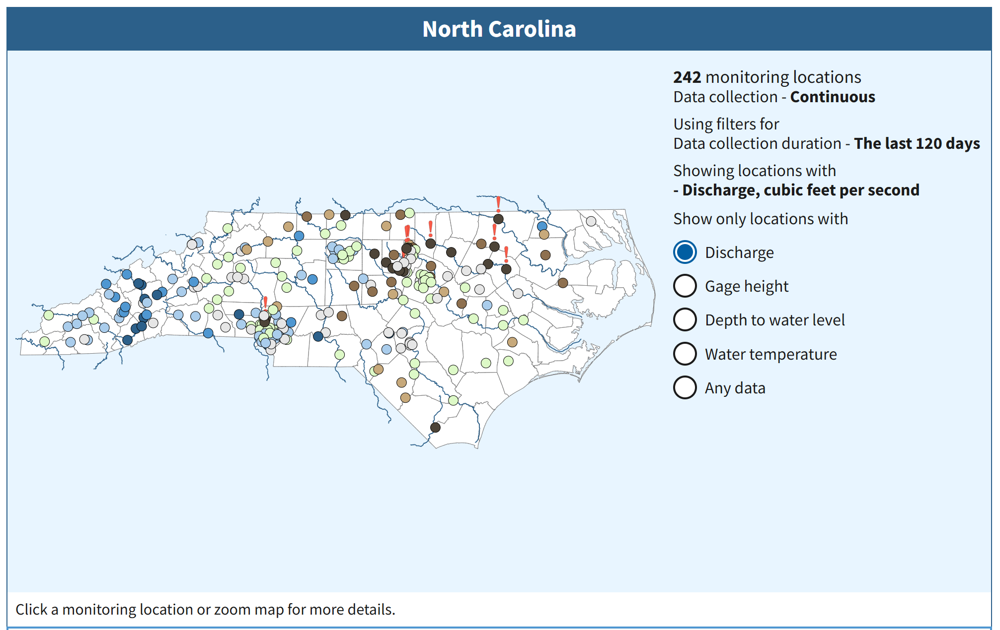 North Carolina
242 monitoring locations
Data collection - Continuous
Using filters for
Data collection duration - The last 120 days
Showing locations with
- Discharge, cubic feet per second
Show only locations with
Discharge
Gage height
Depth to water level
Water temperature
Any data
Click a monitoring location or zoom map for more details.